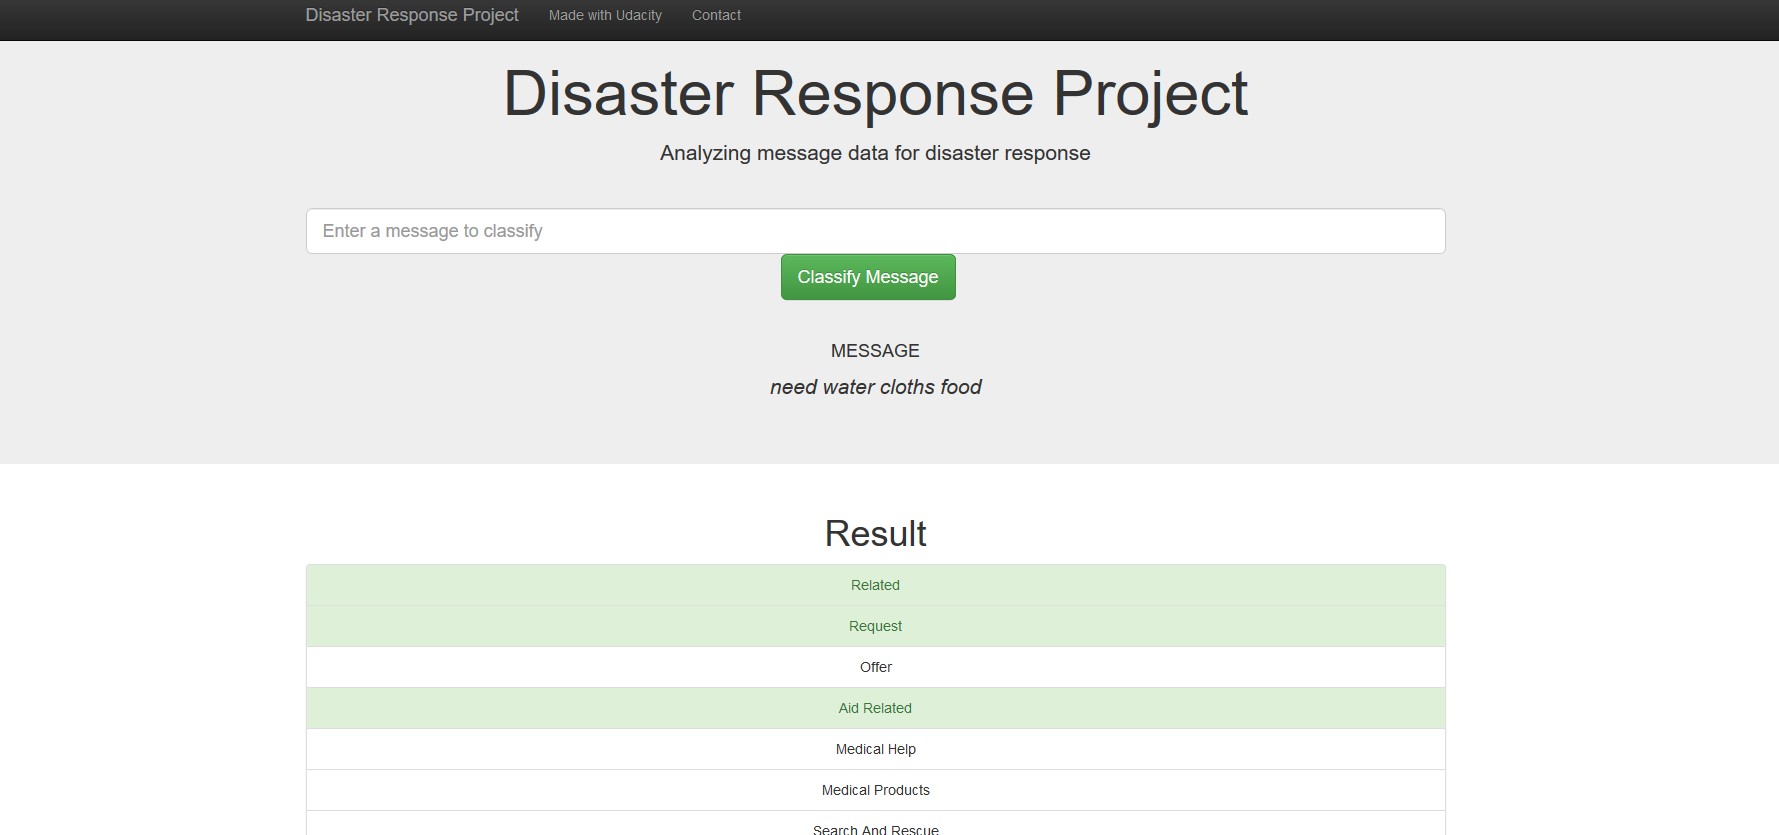 Disaster Response Project Made with Udacity Contact
Disaster Response Project
Analyzing message data for disaster response
Enter a message to classify
Classify Message
MESSAGE
need water cloths food
Result
Related
Request
Offer
Aid Related
Medical Help
Medical Products
Search And Rescue